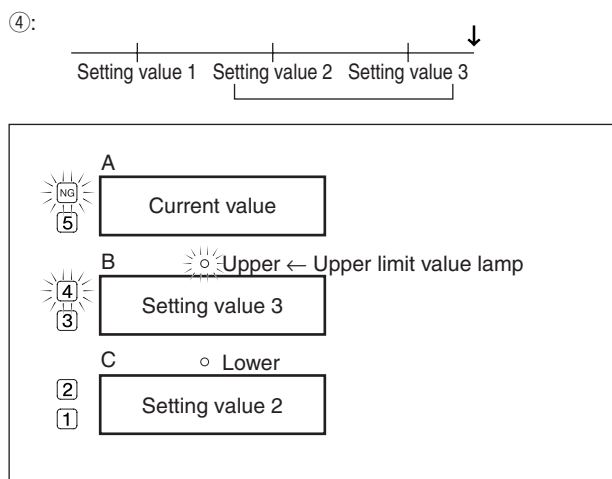 ④:
Setting value 1 Setting value 2 Setting value 3
A
NG
Current value
5
B
Upper ← Upper limit value lamp
4
Setting value 3
3
C
Lower
2
Setting value 2
1